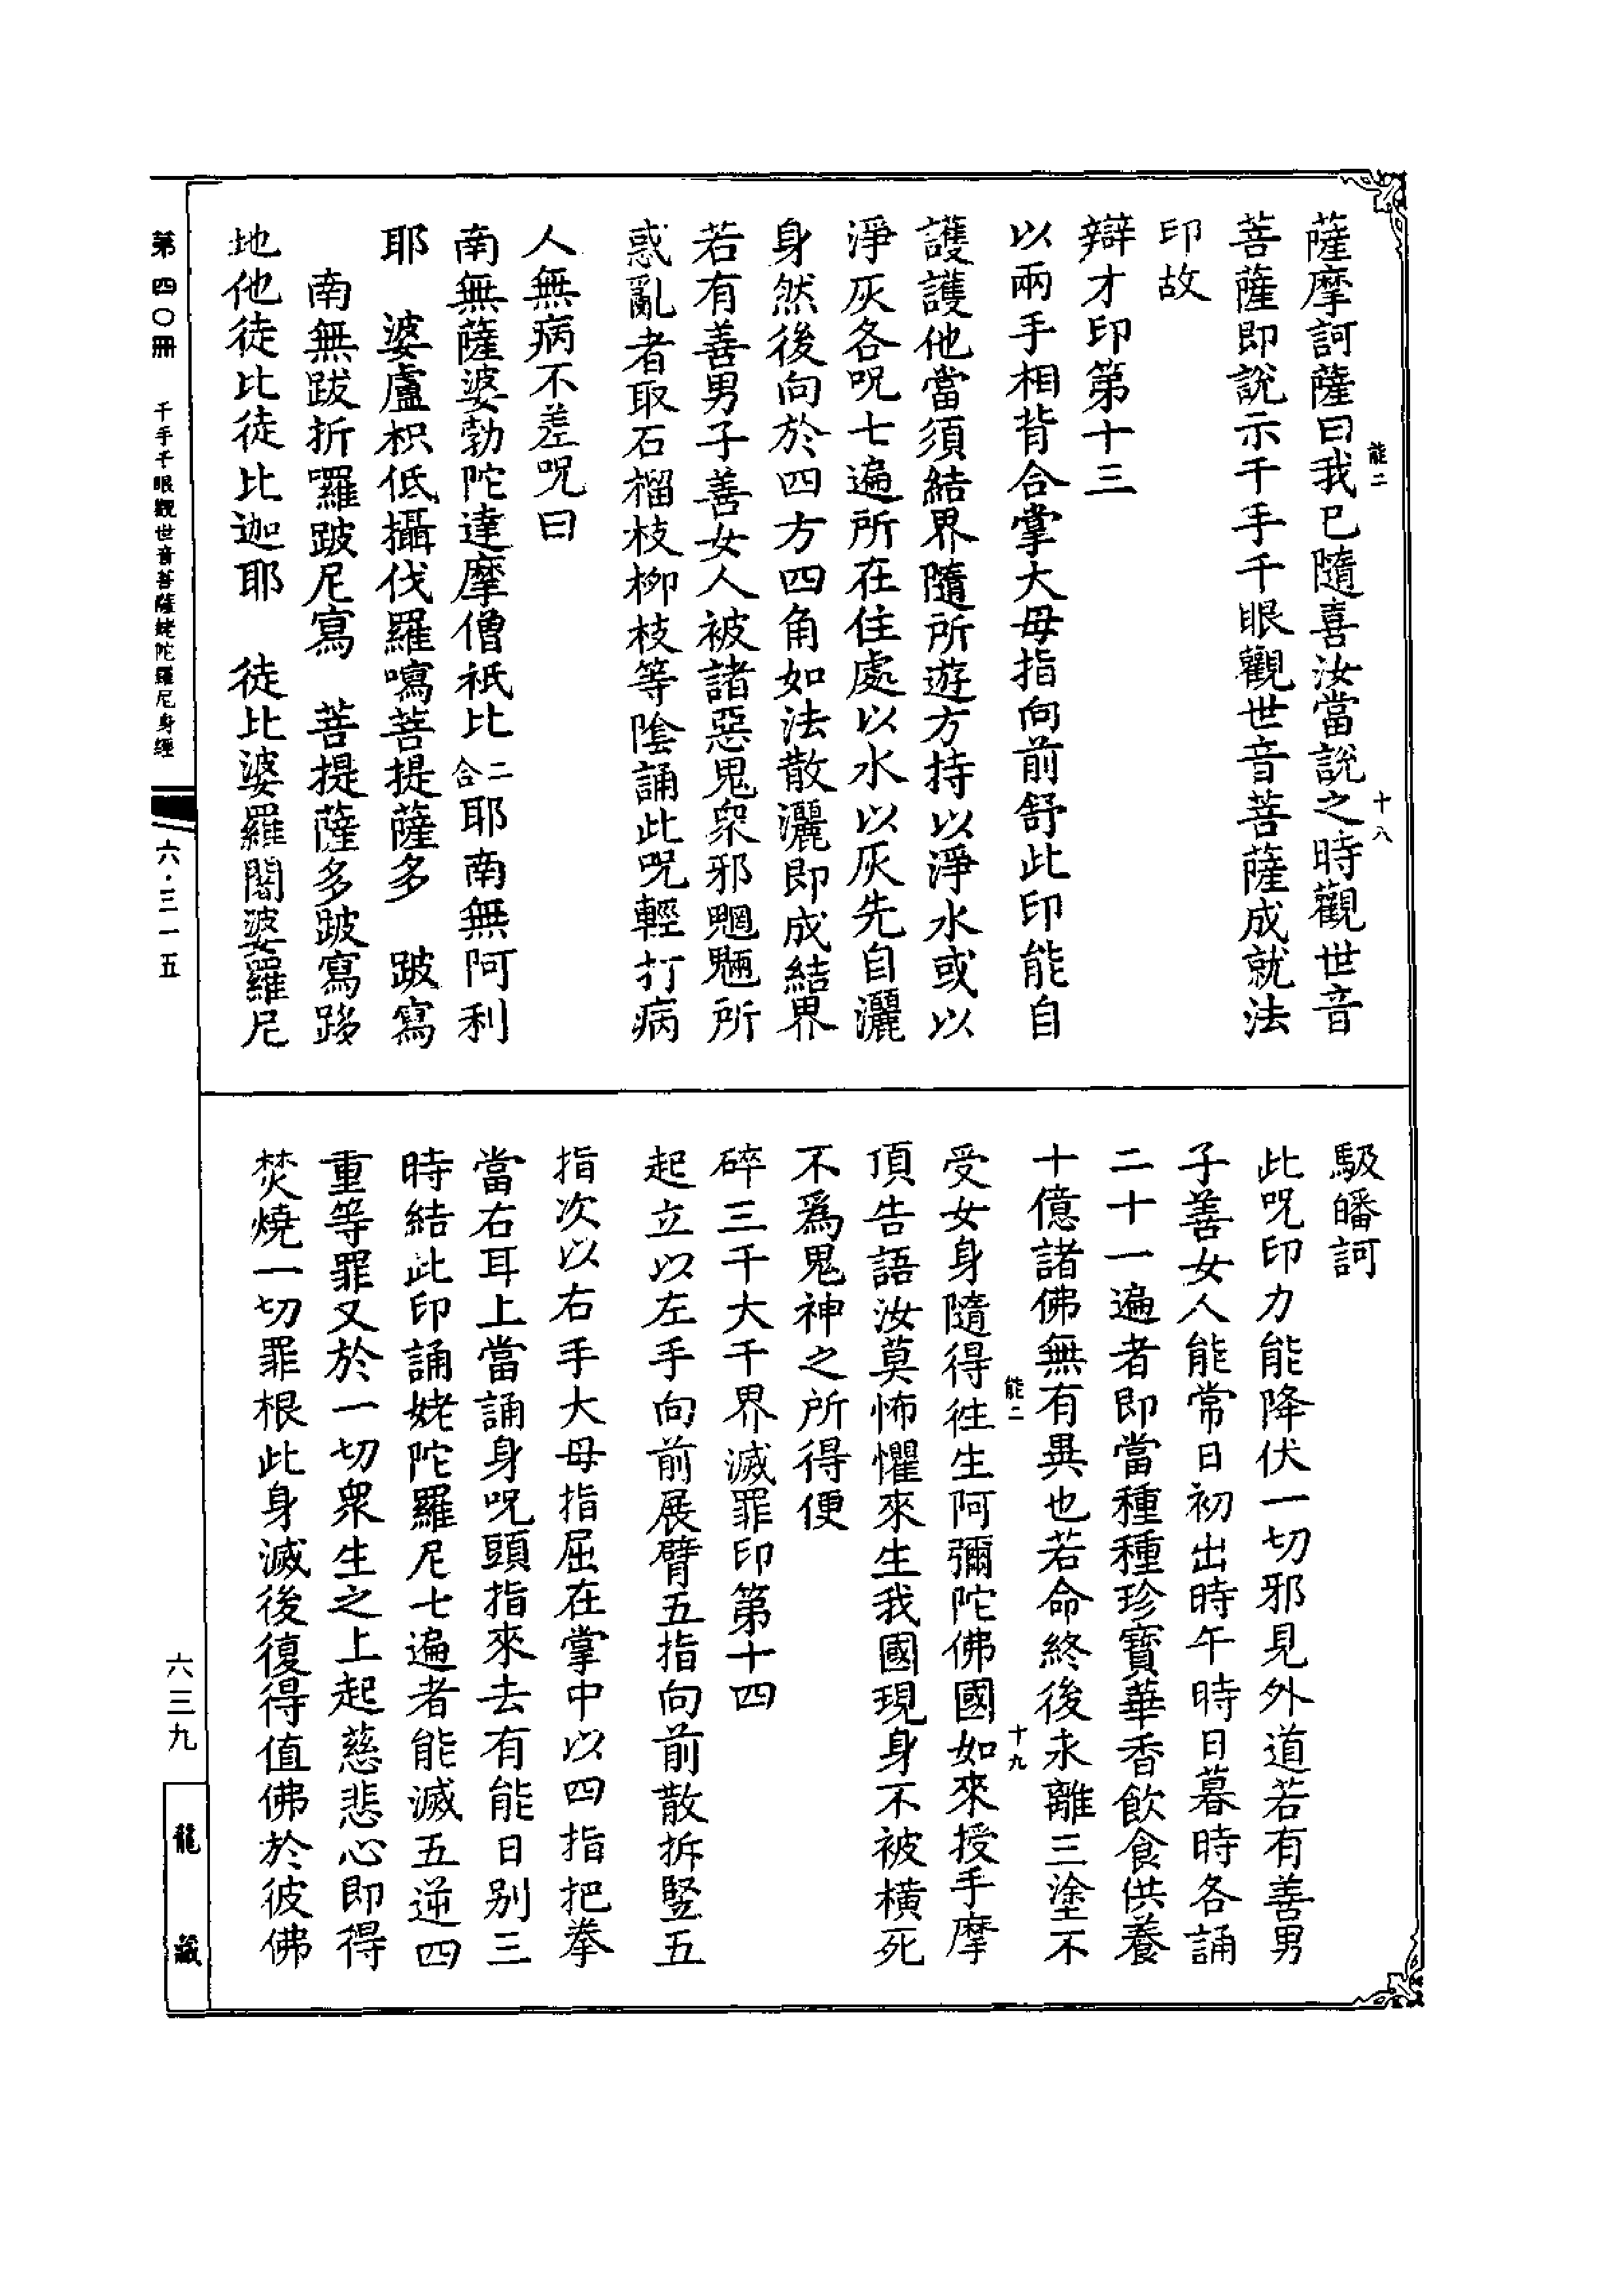 薩摩訶薩曰我已隨喜汝當說之時觀世音
菩薩即說示千手千眼觀世音菩薩成就法
印故
辯才印第十三
以兩手相背合掌大母指向前舒此印能自
護護他當須結界隨所遊方持以淨水或以
淨灰各呪七遍所在住處以水以灰先自灑
身然後向於四方四角如法散灑即成結界
若有善男子善女人被諸惡鬼衆邪魍魎所
惑亂者取石榴枝柳枝等陰誦此呪輕打病
人無病不差呪曰
南無薩婆勃陀達摩僧祇比二合耶南無阿利
耶　婆盧枳低攝伐羅寫菩提薩多　跛寫
南無跋折囉跛尼寫　菩提薩多跛寫跢
地他徒比徒比迦耶　徒比婆羅闍婆羅尼
能二
十八
馺皤訶
此呪印力能降伏一切邪見外道若有善男
子善女人能常日初出時午時日暮時各誦
二十一遍者即當種種珍寶華香飲食供養
十億諸佛無有異也若命終後永離三塗不
受女身隨得往生阿彌陀佛國如來授手摩
頂告語汝莫怖懼來生我國現身不被橫死
不爲鬼神之所得便
碎三千大千界滅罪印第十四
起立以左手向前展臂五指向前散拆豎五
指次以右手大母指屈在掌中以四指把拳
當右耳上當誦身呪頭指來去有能日别三
時結此印誦姥陀羅尼七遍者能滅五逆四
重等罪又於一切衆生之上起慈悲心即得
焚燒一切罪根此身滅後復得值佛於彼佛
能二
十九
第四〇冊　千手千眼觀世音菩薩姥陀羅尼身經
六·三一五
六三九
龍藏